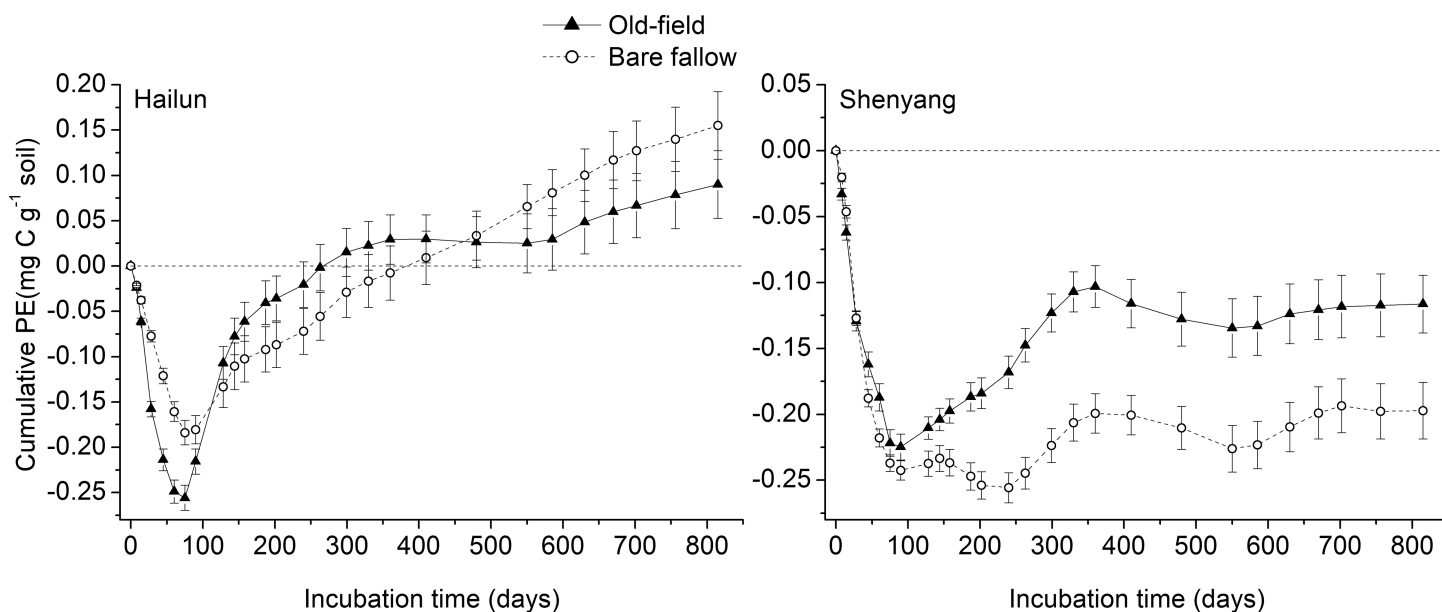 Old-field
Bare fallow
Hailun
Shenyang
Cumulative PE(mg C g-1 soil)
0.20
0.15
0.10
0.05
0.00
-0.05
-0.10
-0.15
-0.20
-0.25
0 100 200 300 400 500 600 700 800
Incubation time (days)
0.05
0.00
-0.05
-0.10
-0.15
-0.20
-0.25
0 100 200 300 400 500 600 700 800
Incubation time (days)